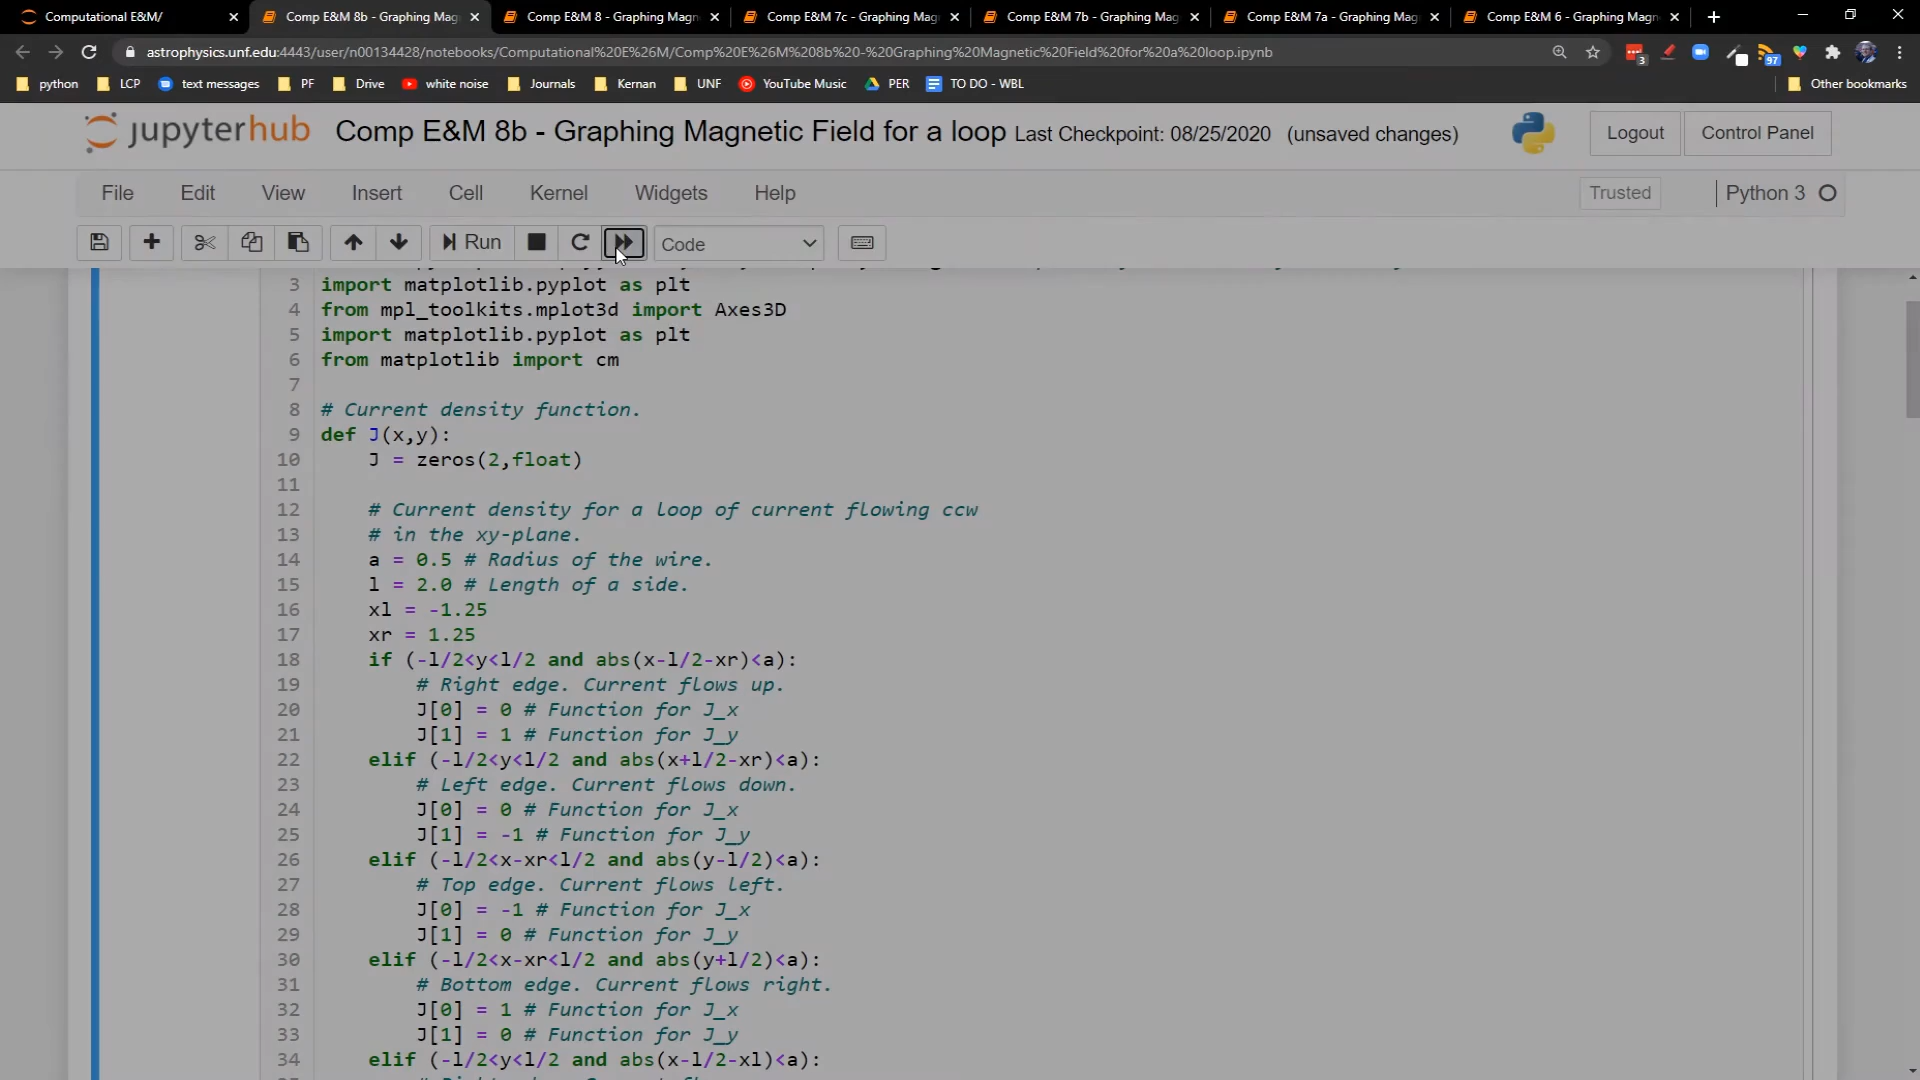 Computational E&M/
Comp E&M 8b - Graphing Mag
Comp E&M 8 - Graphing Magn
Comp E&M 7c - Graphing Mag
Comp E&M 7b - Graphing Mag
Comp E&M 7a - Graphing Mag
Comp E&M 6 - Graphing Magn
astrophysics.unf.edu:4443/user/n00134428/notebooks/Computational%20E%26M/Comp%20E%26M%208b%20-%20Graphing%20Magnetic%20Field%20for%20a%20loop.ipynb
3
97
python
LCP
text messages
PF
Drive
white noise
Journals
Kernan
UNF
YouTube Music
PER
TO DO - WBL
Other bookmarks
jupyterhub
Comp E&M 8b - Graphing Magnetic Field for a loop Last Checkpoint: 08/25/2020 (unsaved changes)
Logout
Control Panel
File
Edit
View
Insert
Cell
Kernel
Widgets
Help
Trusted
Python 3
Run
Code
3 import matplotlib.pyplot as plt
4 from mpl_toolkits.mplot3d import Axes3D
5 import matplotlib.pyplot as plt
6 from matplotlib import cm
7
8 # Current density function.
9 def J(x,y):
10     J = zeros(2,float)
11
12     # Current density for a loop of current flowing ccw
13     # in the xy-plane.
14     a = 0.5 # Radius of the wire.
15     l = 2.0 # Length of a side.
16     xl = -1.25
17     xr = 1.25
18     if (-l/2<y<l/2 and abs(x-l/2-xr)<a):
19         # Right edge. Current flows up.
20         J[0] = 0 # Function for J_x
21         J[1] = 1 # Function for J_y
22     elif (-l/2<y<l/2 and abs(x+l/2-xr)<a):
23         # Left edge. Current flows down.
24         J[0] = 0 # Function for J_x
25         J[1] = -1 # Function for J_y
26     elif (-l/2<x-xr<l/2 and abs(y-l/2)<a):
27         # Top edge. Current flows left.
28         J[0] = -1 # Function for J_x
29         J[1] = 0 # Function for J_y
30     elif (-l/2<x-xr<l/2 and abs(y+l/2)<a):
31         # Bottom edge. Current flows right.
32         J[0] = 1 # Function for J_x
33         J[1] = 0 # Function for J_y
34     elif (-l/2<y<l/2 and abs(x-l/2-xl)<a):